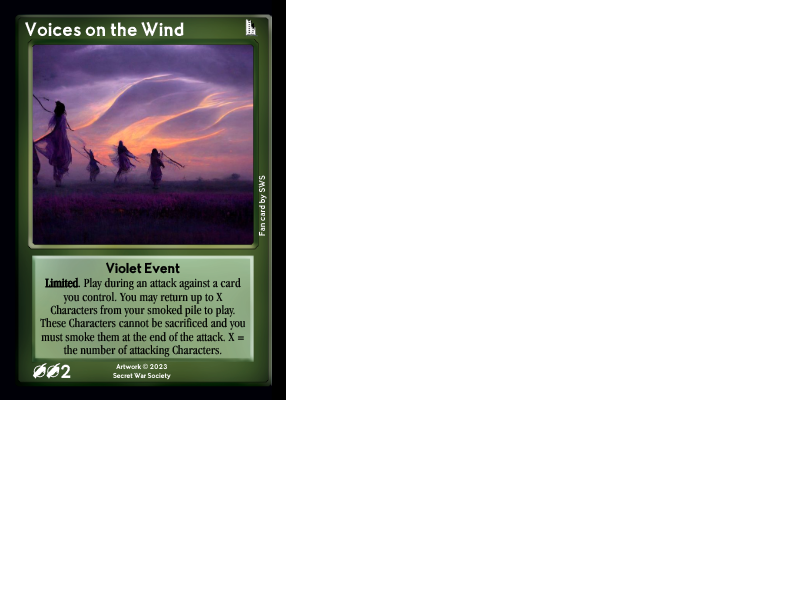 Voices on the Wind
Fan card by SWS
Violet Event
Limited. Play during an attack against a card
you control. You may return up to X
Characters from your smoked pile to play.
These Characters cannot be sacrificed and you
must smoke them at the end of the attack. X =
the number of attacking Characters.
2
Artwork © 2023
Secret War Society